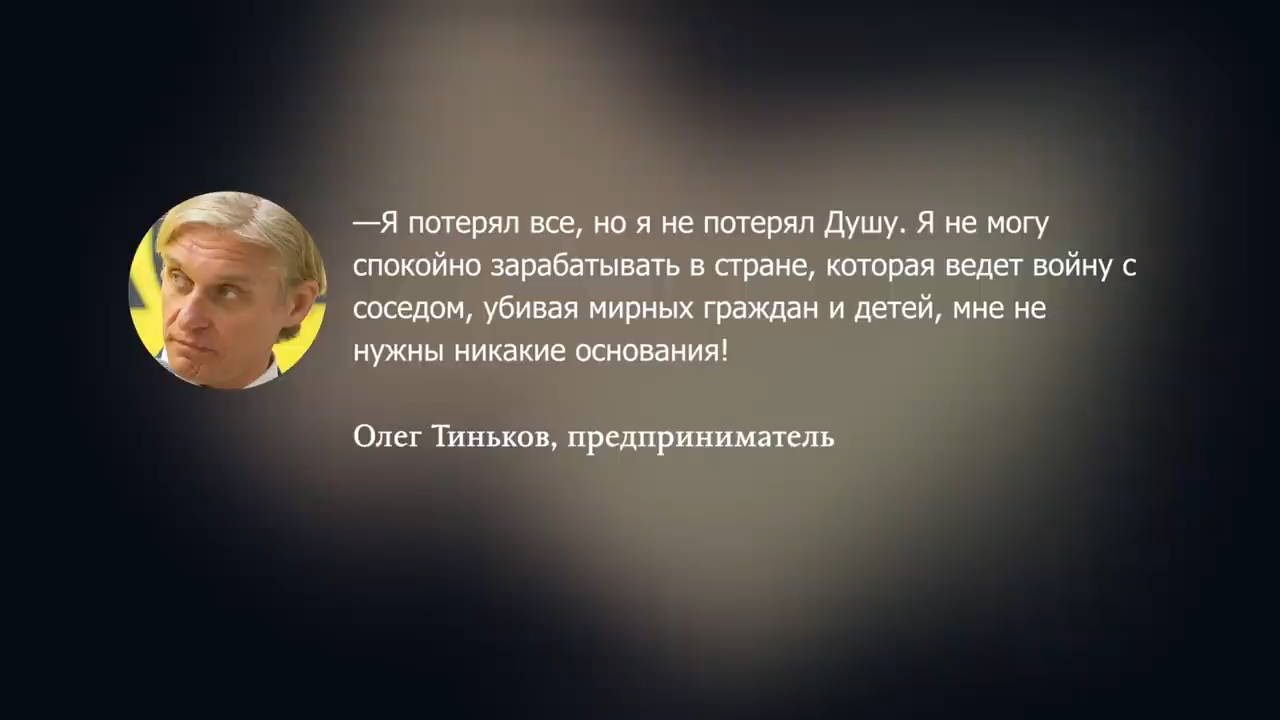 —Я потерял все, но я не потерял Душу. Я не могу
спокойно зарабатывать в стране, которая ведет войну с
соседом, убивая мирных граждан и детей, мне не
нужны никакие основания!
Олег Тиньков, предприниматель